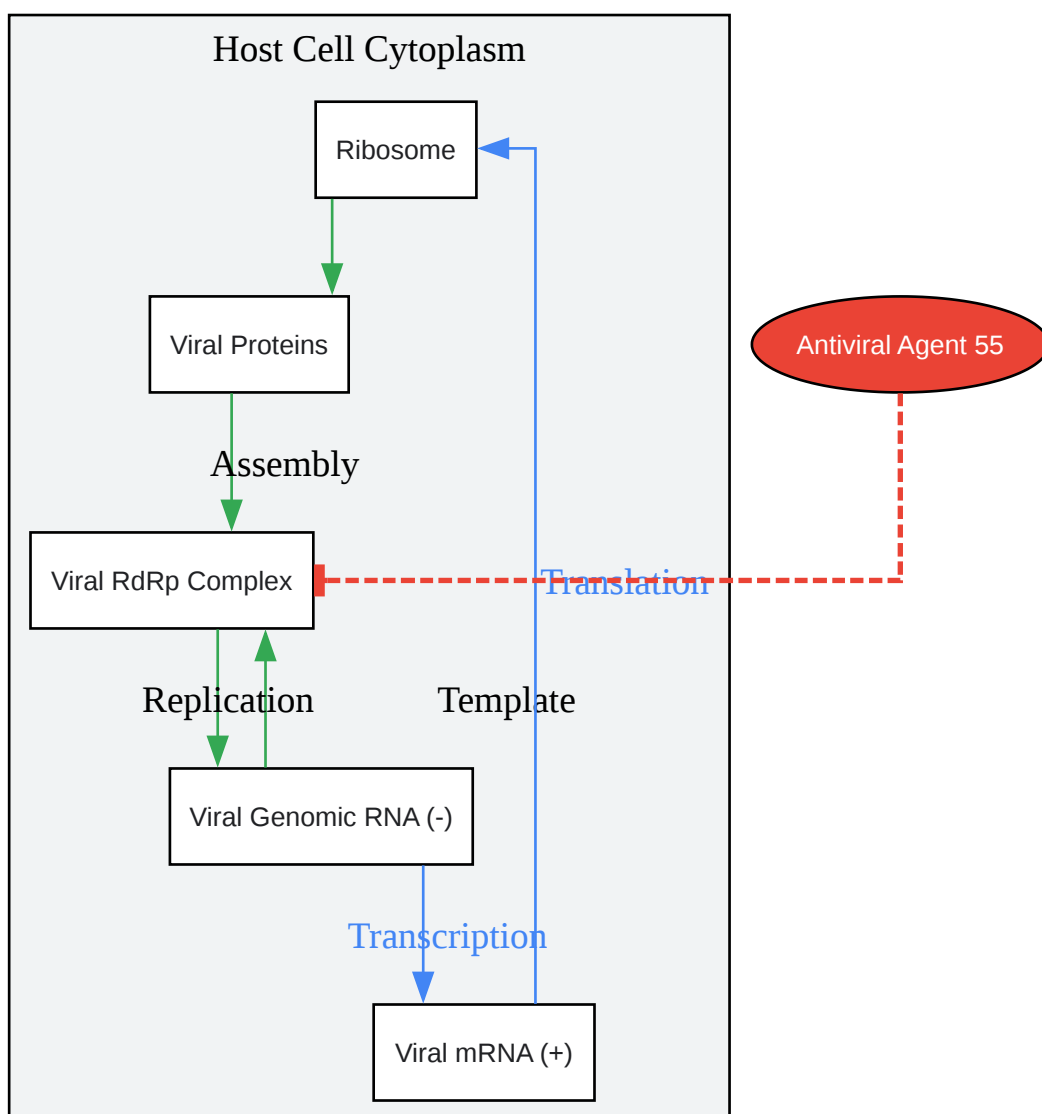 Host Cell Cytoplasm
Ribosome
Viral Proteins
Antiviral Agent 55
Assembly
Viral RdRp Complex
Translation
Replication
Template
Viral Genomic RNA (-)
Transcription
Viral mRNA (+)